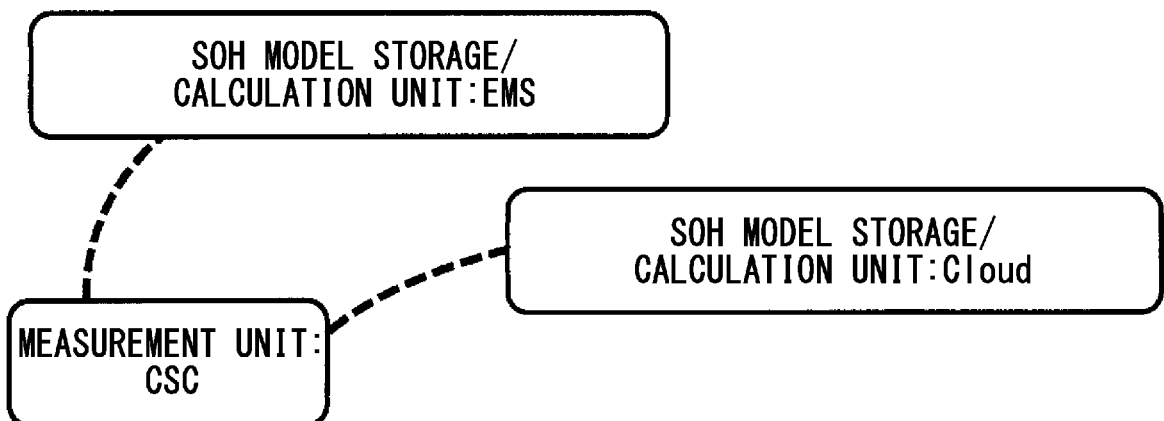 SOH MODEL STORAGE/
CALCULATION UNIT:EMS
SOH MODEL STORAGE/
CALCULATION UNIT:Cloud
MEASUREMENT UNIT:
CSC